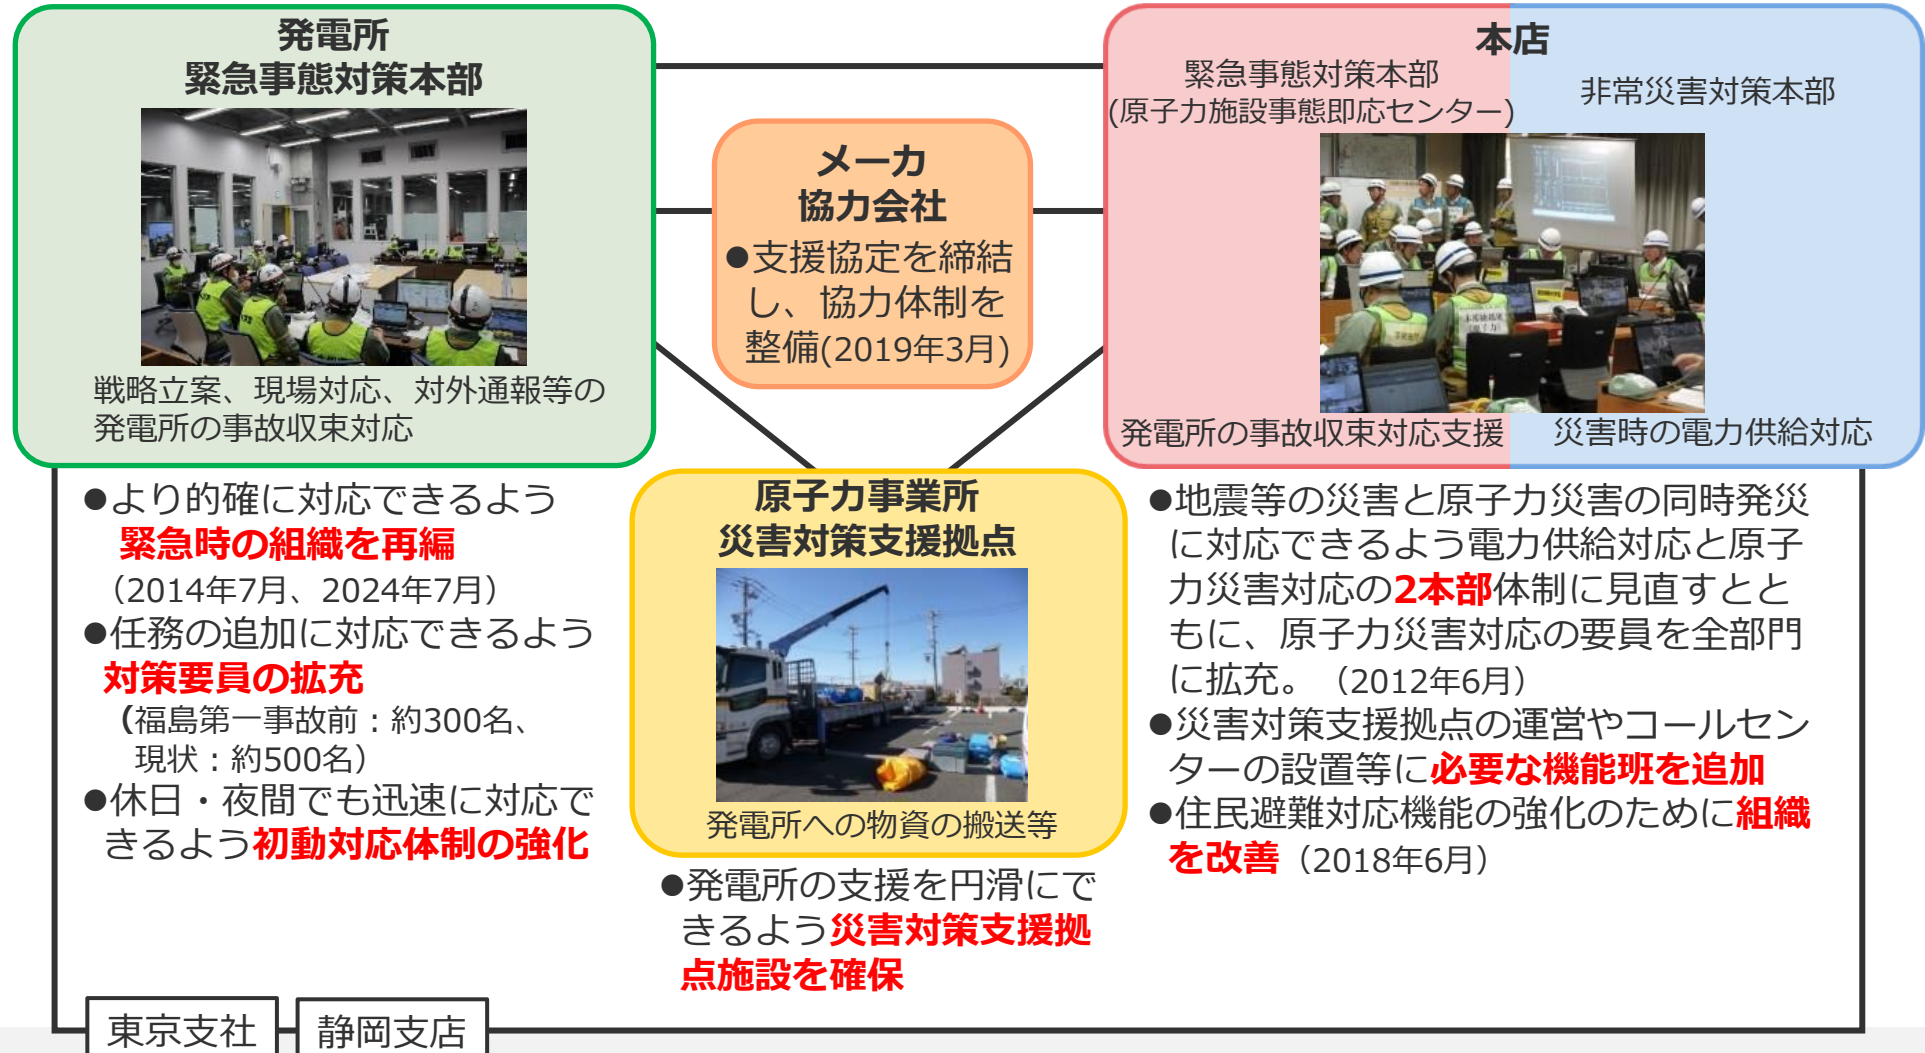 発電所
緊急事態対策本部
戦略立案、現場対応、対外通報等の
発電所の事故収束対応
メーカ
協力会社
●支援協定を締結
し、協力体制を
整備(2019年3月)
本店
緊急事態対策本部
(原子力施設事態即応センター)
非常災害対策本部
発電所の事故収束対応支援
災害時の電力供給対応
●より的確に対応できるよう
緊急時の組織を再編
（2014年7月、2024年7月）
●任務の追加に対応できるよう
対策要員の拡充
（福島第一事故前：約300名、
現状：約500名）
●休日・夜間でも迅速に対応で
きるよう初動対応体制の強化
原子力事業所
災害対策支援拠点
発電所への物資の搬送等
●発電所の支援を円滑にで
きるよう災害対策支援拠
点施設を確保
●地震等の災害と原子力災害の同時発災
に対応できるよう電力供給対応と原子
力災害対応の2本部体制に見直すとと
もに、原子力災害対応の要員を全部門
に拡充。（2012年6月）
●災害対策支援拠点の運営やコールセン
ターの設置等に必要な機能班を追加
●住民避難対応機能の強化のために組織
を改善（2018年6月）
東京支社
静岡支店